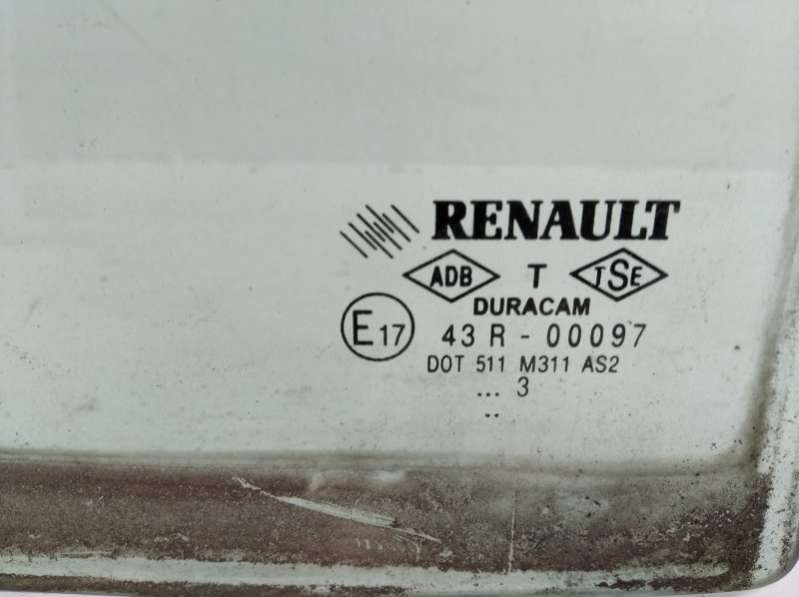 RENAULT
ADB T TSE
DURACAM
E17 43 R - 00097
DOT 511 M311 AS2
... 3
..